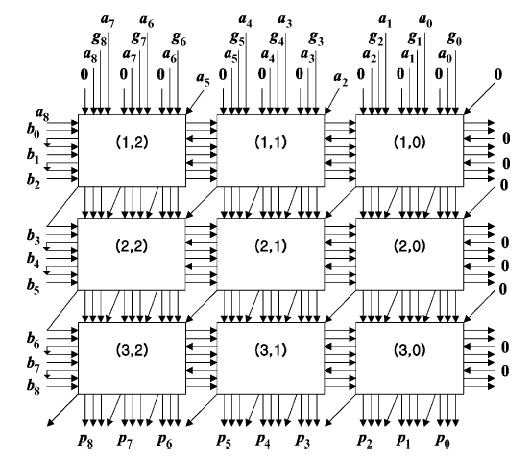 a7 a6 a4 a3 a1 a0
g8 g7 g6 g5 g4 g3 g2 g1 g0
a8 a7 a6 a5 a5 a4 a3 a2 a2 a1 a0
0 0 0 0 0 0 0 0 0 0
a8
b0 (1,2) (1,1) (1,0) 0
b1 0
b2 0
b3 (2,2) (2,1) (2,0) 0
b4 0
b5 0
b6 (3,2) (3,1) (3,0) 0
b7 0
b8
p8 p7 p6 p5 p4 p3 p2 p1 p0